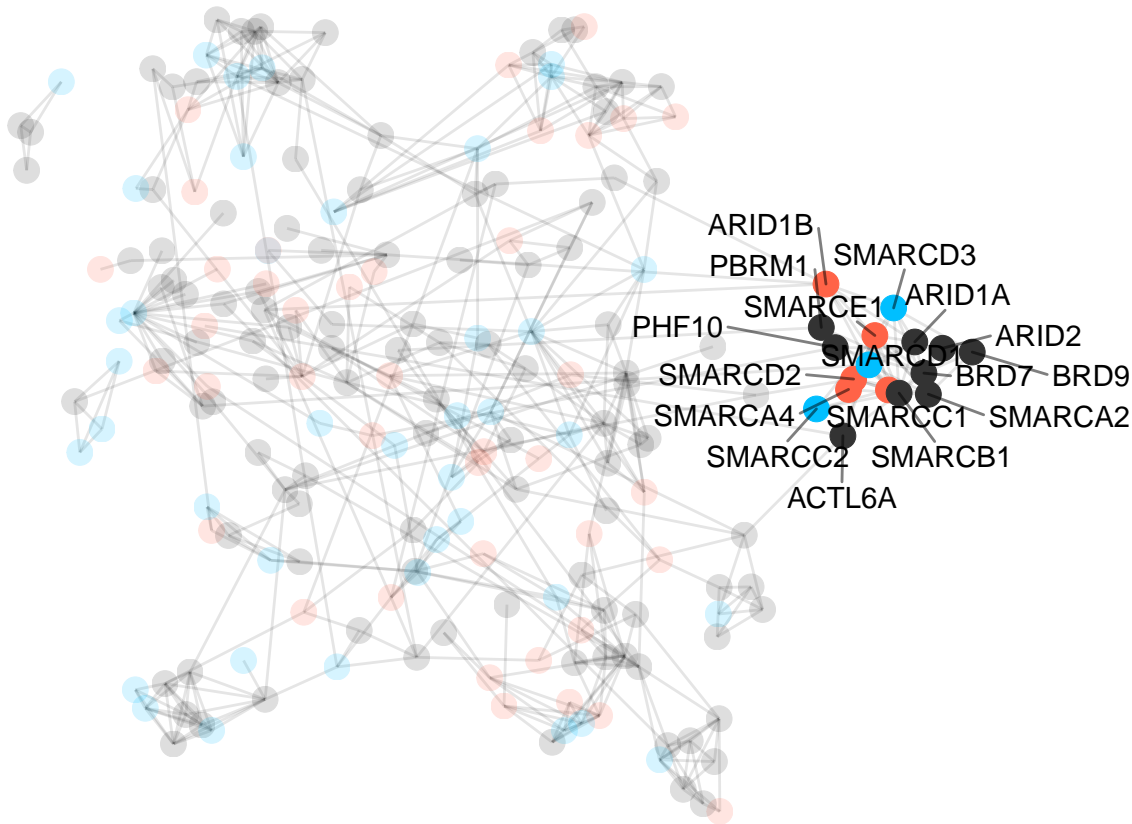 ARID1B
SMARCD3
PBRM1
ARID1A
SMARCE1
PHF10
ARID2
SMARCD1
SMARCD2
BRD7
BRD9
SMARCA4
SMARCC1
SMARCA2
SMARCC2
SMARCB1
ACTL6A